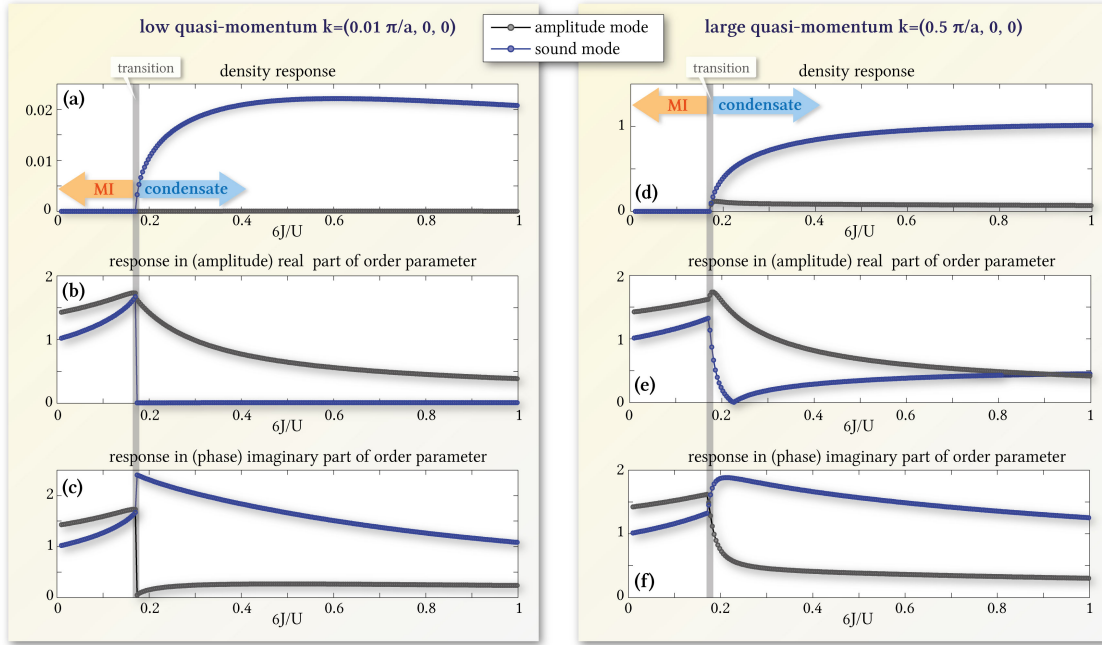 low quasi-momentum k=(0.01 π/a, 0, 0)
amplitude mode
sound mode
large quasi-momentum k=(0.5 π/a, 0, 0)
transition
density response
(a)
0.02
0.01
0
MI
condensate
0 0.2 0.4 0.6 0.8 1
6J/U
response in (amplitude) real part of order parameter
(b)
2
1
0
0 0.2 0.4 0.6 0.8 1
6J/U
response in (phase) imaginary part of order parameter
(c)
2
1
0
0 0.2 0.4 0.6 0.8 1
6J/U
transition
density response
1
MI
condensate
(d)
0
0 0.2 0.4 0.6 0.8 1
6J/U
response in (amplitude) real part of order parameter
2
1
(e)
0
0 0.2 0.4 0.6 0.8 1
6J/U
response in (phase) imaginary part of order parameter
2
1
(f)
0
0 0.2 0.4 0.6 0.8 1
6J/U